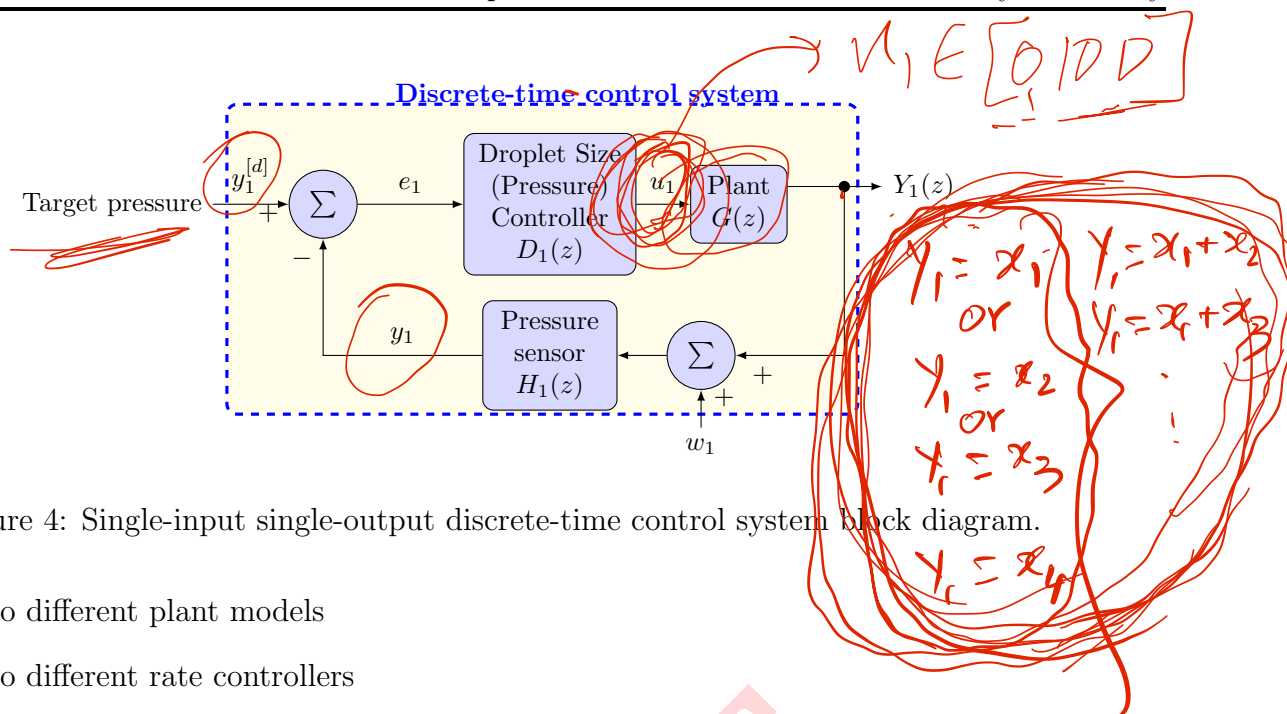 u₁ ∈ [0, 100]
Discrete-time control system
Target pressure
y₁^[d]
+
−
Σ
e₁
Droplet Size
(Pressure)
Controller
D₁(z)
u₁
Plant
G(z)
Y₁(z)
y₁
Pressure
sensor
H₁(z)
Σ
+
+
w₁
Y₁ = x₁
or
Y₁ = x₂
or
Y₁ = x₃
Y₁ = x₄
Y₁ = x₁ + x₂
Y₁ = x₁ + x₃
ure 4: Single-input single-output discrete-time control system block diagram.
o different plant models
o different rate controllers